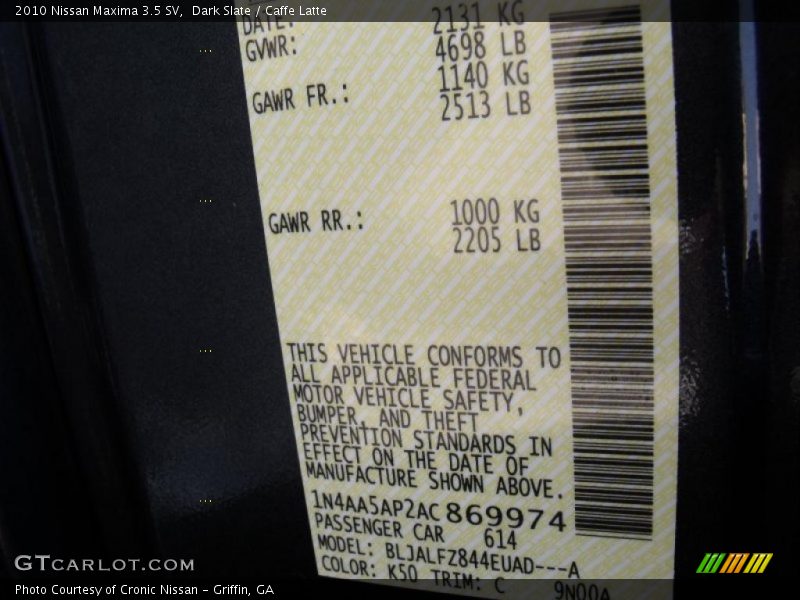 2010 Nissan Maxima 3.5 SV, Dark Slate / Caffe Latte
DATE: 2131 KG
GVWR: 4698 LB
1140 KG
GAWR FR.: 2513 LB
GAWR RR.: 1000 KG
2205 LB
THIS VEHICLE CONFORMS TO
ALL APPLICABLE FEDERAL
MOTOR VEHICLE SAFETY,
BUMPER, AND THEFT
PREVENTION STANDARDS IN
EFFECT ON THE DATE OF
MANUFACTURE SHOWN ABOVE.
1N4AA5AP2AC869974
PASSENGER CAR 614
MODEL: BLJALFZ844EUAD---A
COLOR: K50 TRIM: C 9N00A
GTCARLOT.COM
Photo Courtesy of Cronic Nissan - Griffin, GA